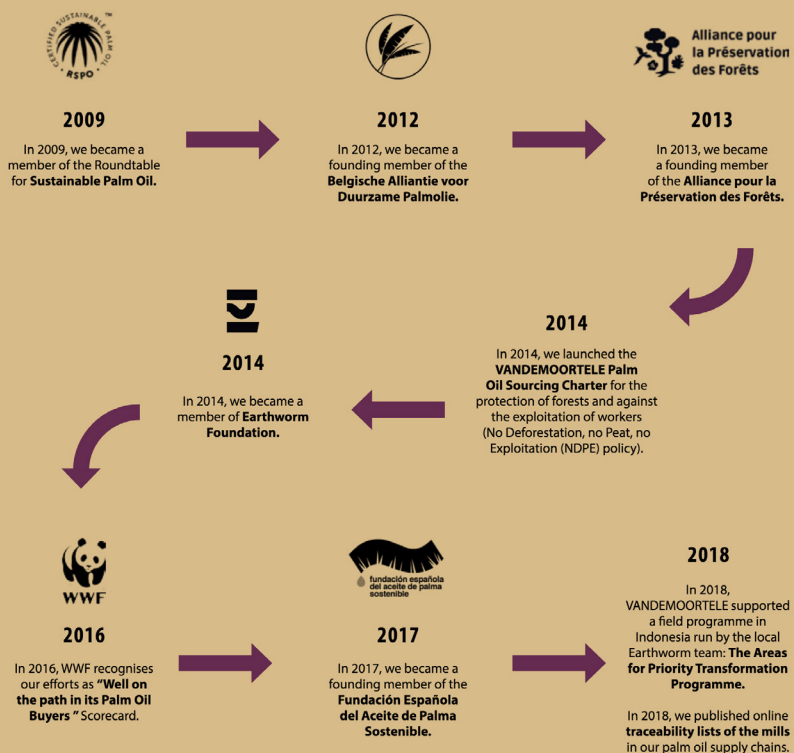 CERTIFIED SUSTAINABLE PALM OIL
RSPO
2009
In 2009, we became a
member of the Roundtable
for Sustainable Palm Oil.
2012
In 2012, we became a
founding member of the
Belgische Alliantie voor
Duurzame Palmolie.
Alliance pour
la Préservation
des Forêts
2013
In 2013, we became
a founding member
of the Alliance pour la
Préservation des Forêts.
2014
In 2014, we launched the
VANDEMOORTELE Palm
Oil Sourcing Charter for the
protection of forests and against
the exploitation of workers
(No Deforestation, no Peat, no
Exploitation (NDPE) policy).
2014
In 2014, we became a
member of Earthworm
Foundation.
WWF
2016
In 2016, WWF recognises
our efforts as “Well on
the path in its Palm Oil
Buyers ” Scorecard.
fundación española
del aceite de palma
sostenible
2017
In 2017, we became a
founding member of the
Fundación Española
del Aceite de Palma
Sostenible.
2018
In 2018,
VANDEMOORTELE supported
a field programme in
Indonesia run by the local
Earthworm team: The Areas
for Priority Transformation
Programme.
In 2018, we published online
traceability lists of the mills
in our palm oil supply chains.